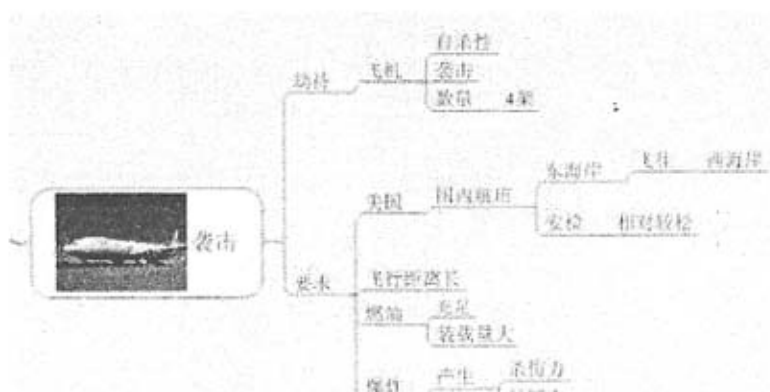 自杀性
劫持 飞机 袭击
数量 4架
东海岸 飞往 西海岸
美国 国内航班
安检 相对较松
袭击
要求 飞行距离长
燃油 充足
装载量大
爆炸 产生 杀伤力